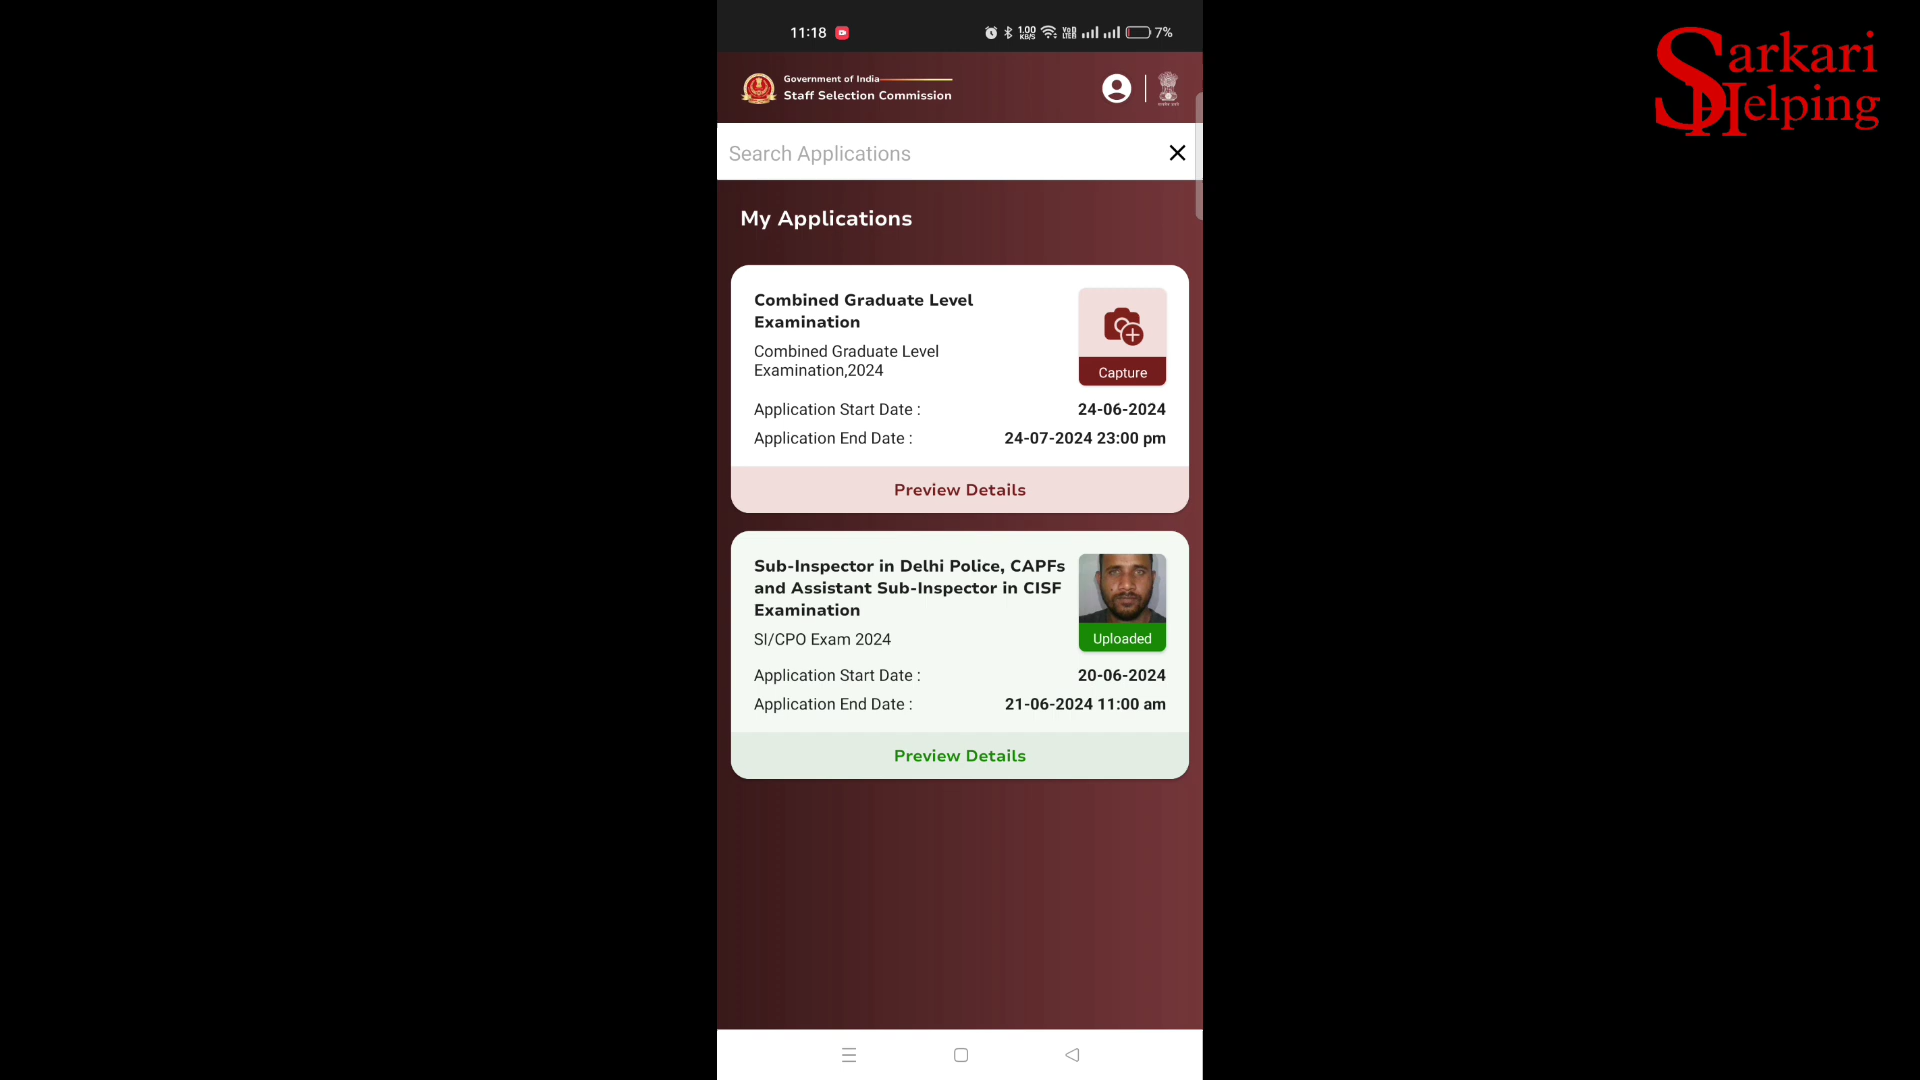 11:18
1.00 KB/S
7%
Government of India
Staff Selection Commission
Sarkari
Helping
Search Applications
My Applications
Combined Graduate Level
Examination
Combined Graduate Level
Examination,2024
Capture
Application Start Date :
24-06-2024
Application End Date :
24-07-2024 23:00 pm
Preview Details
Sub-Inspector in Delhi Police, CAPFs
and Assistant Sub-Inspector in CISF
Examination
SI/CPO Exam 2024
Uploaded
Application Start Date :
20-06-2024
Application End Date :
21-06-2024 11:00 am
Preview Details